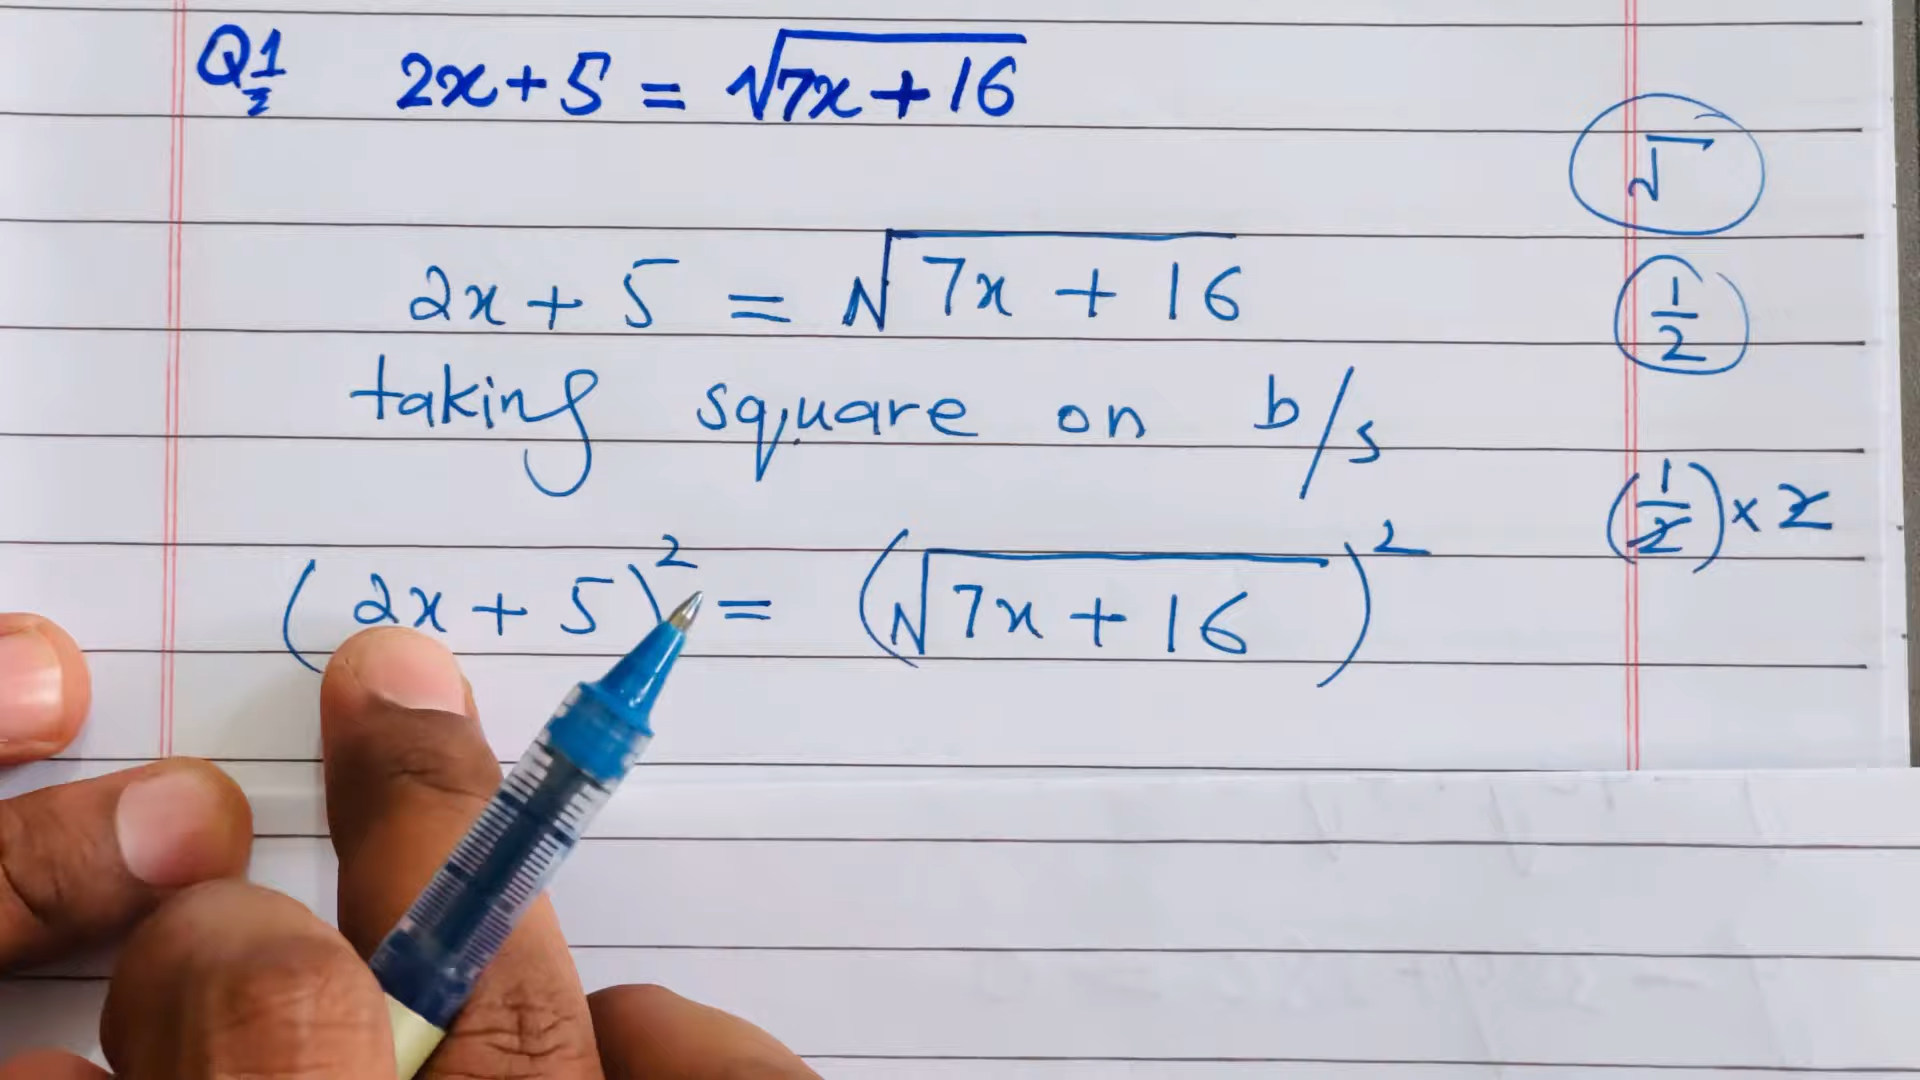 Q1 2x+5 = √7x+16
2x + 5 = √7x + 16
taking square on b/s
(2x + 5)² = (√7x + 16)²
√
1/2
(1/2) × 2